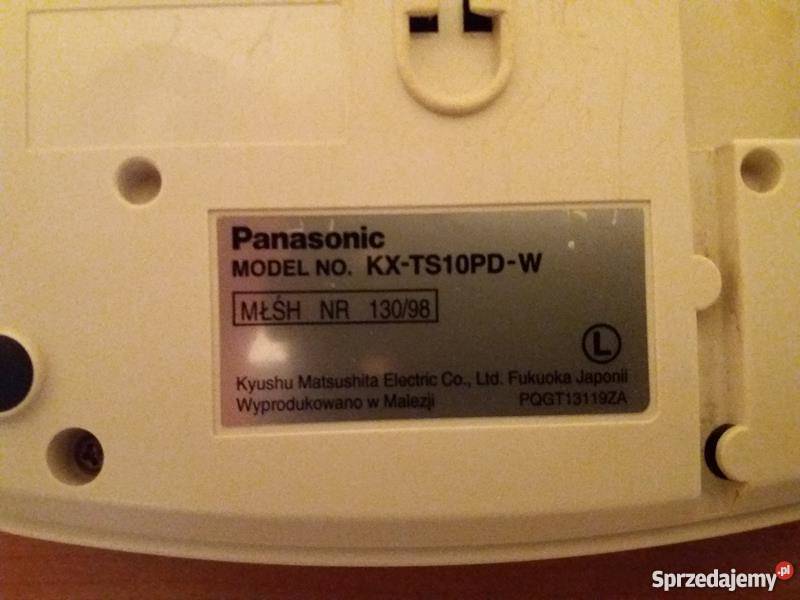 Panasonic
MODEL NO. KX-TS10PD-W
MŁŚH NR 130/98
L
Kyushu Matsushita Electric Co., Ltd. Fukuoka Japonii
Wyprodukowano w Malezji PQGT13119ZA
Sprzedajemy.pl